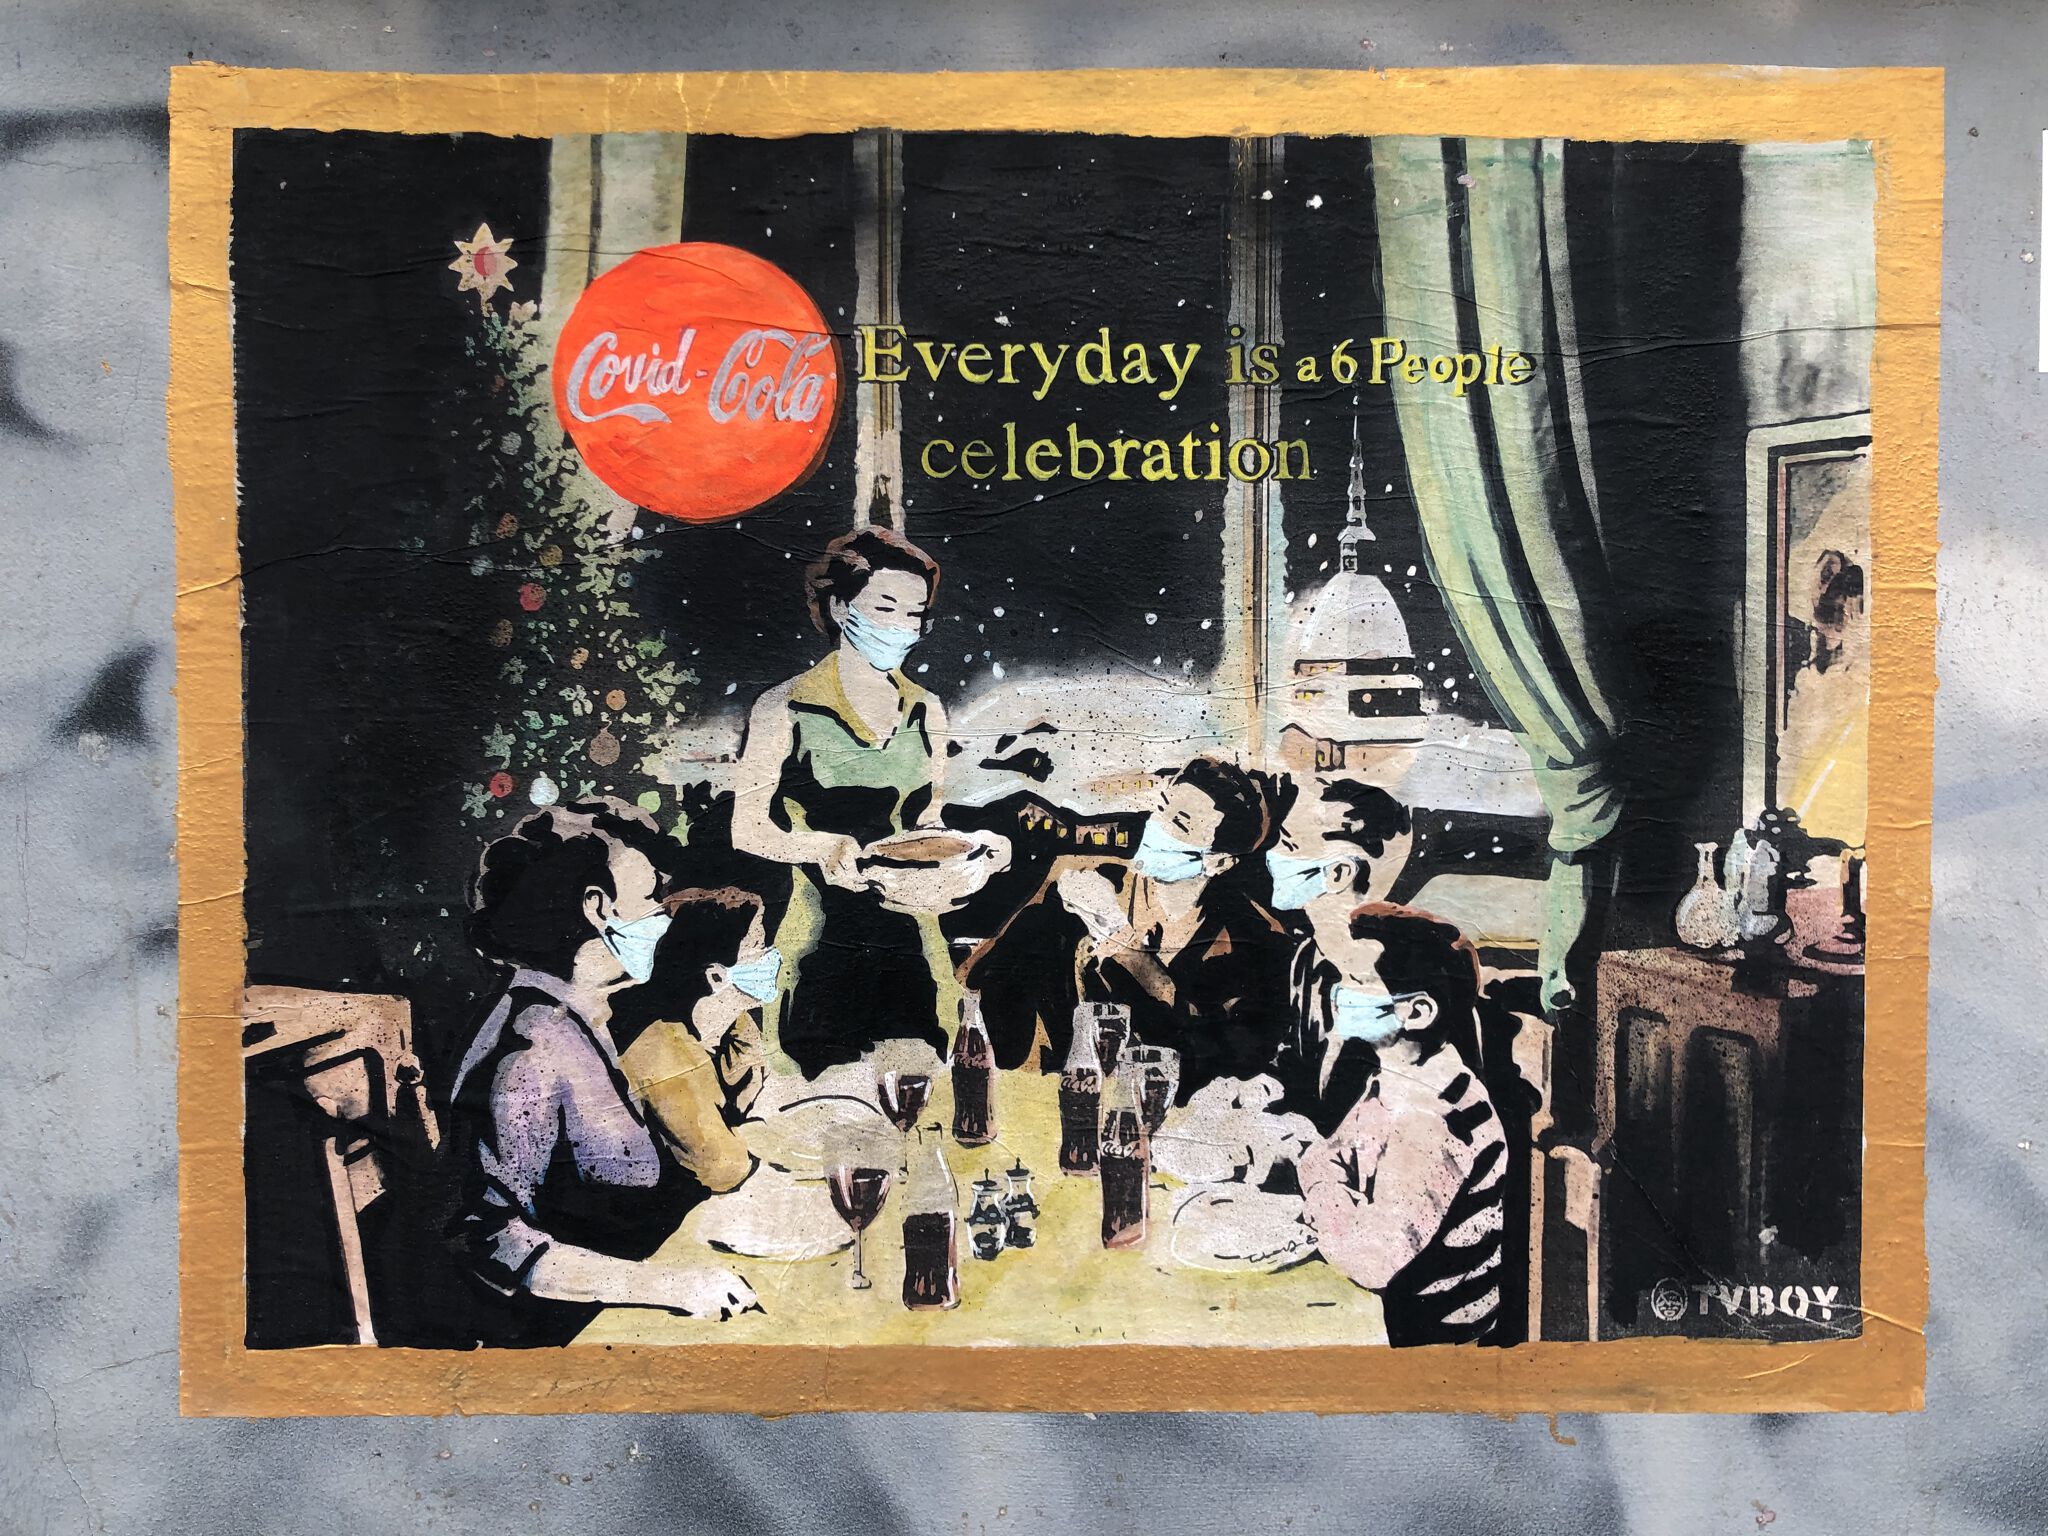 Covid-Cola
Everyday is a 6 People
celebration
TVBOY